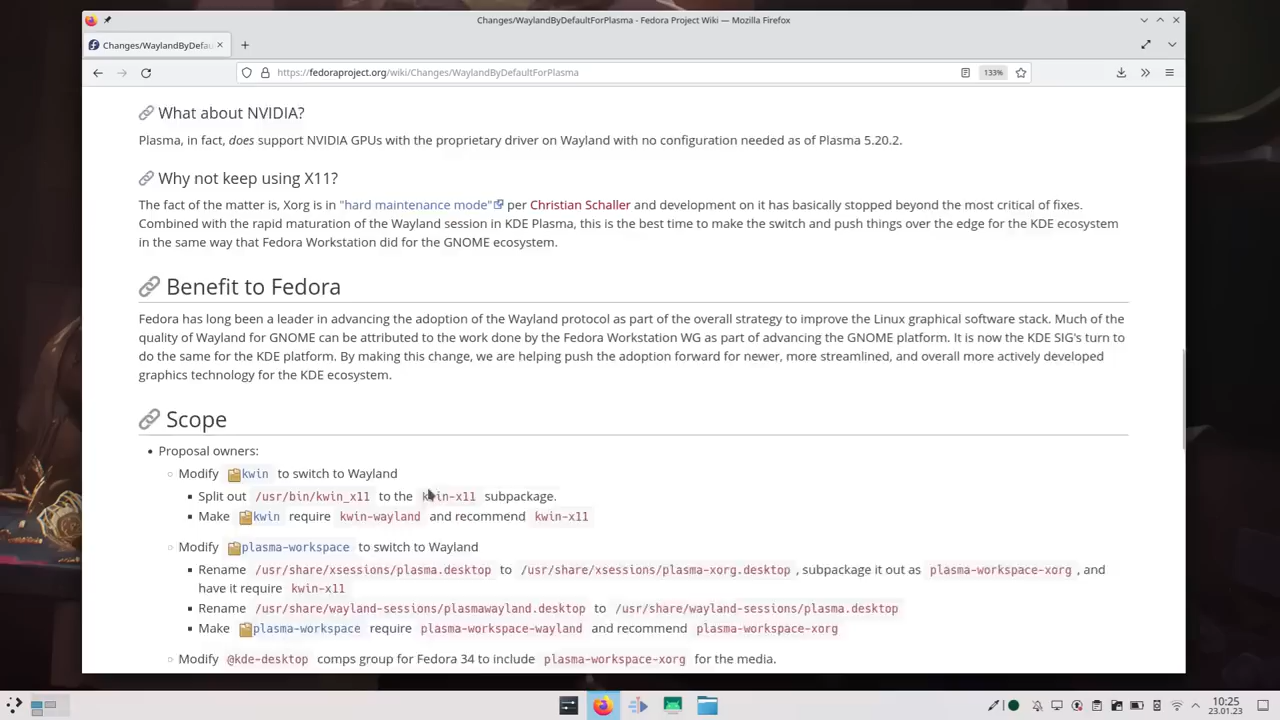 Changes/WaylandByDefaultForPlasma - Fedora Project Wiki — Mozilla Firefox
Changes/WaylandByDefau
https://fedoraproject.org/wiki/Changes/WaylandByDefaultForPlasma
133%
What about NVIDIA?
Plasma, in fact, does support NVIDIA GPUs with the proprietary driver on Wayland with no configuration needed as of Plasma 5.20.2.
Why not keep using X11?
The fact of the matter is, Xorg is in "hard maintenance mode" per Christian Schaller and development on it has basically stopped beyond the most critical of fixes.
Combined with the rapid maturation of the Wayland session in KDE Plasma, this is the best time to make the switch and push things over the edge for the KDE ecosystem
in the same way that Fedora Workstation did for the GNOME ecosystem.
Benefit to Fedora
Fedora has long been a leader in advancing the adoption of the Wayland protocol as part of the overall strategy to improve the Linux graphical software stack. Much of the
quality of Wayland for GNOME can be attributed to the work done by the Fedora Workstation WG as part of advancing the GNOME platform. It is now the KDE SIG's turn to
do the same for the KDE platform. By making this change, we are helping push the adoption forward for newer, more streamlined, and overall more actively developed
graphics technology for the KDE ecosystem.
Scope
• Proposal owners:
Modify kwin to switch to Wayland
Split out /usr/bin/kwin_x11 to the kwin-x11 subpackage.
Make kwin require kwin-wayland and recommend kwin-x11
Modify plasma-workspace to switch to Wayland
Rename /usr/share/xsessions/plasma.desktop to /usr/share/xsessions/plasma-xorg.desktop , subpackage it out as plasma-workspace-xorg , and
have it require kwin-x11
Rename /usr/share/wayland-sessions/plasmawayland.desktop to /usr/share/wayland-sessions/plasma.desktop
Make plasma-workspace require plasma-workspace-wayland and recommend plasma-workspace-xorg
Modify @kde-desktop comps group for Fedora 34 to include plasma-workspace-xorg for the media.
10:25
23.01.23